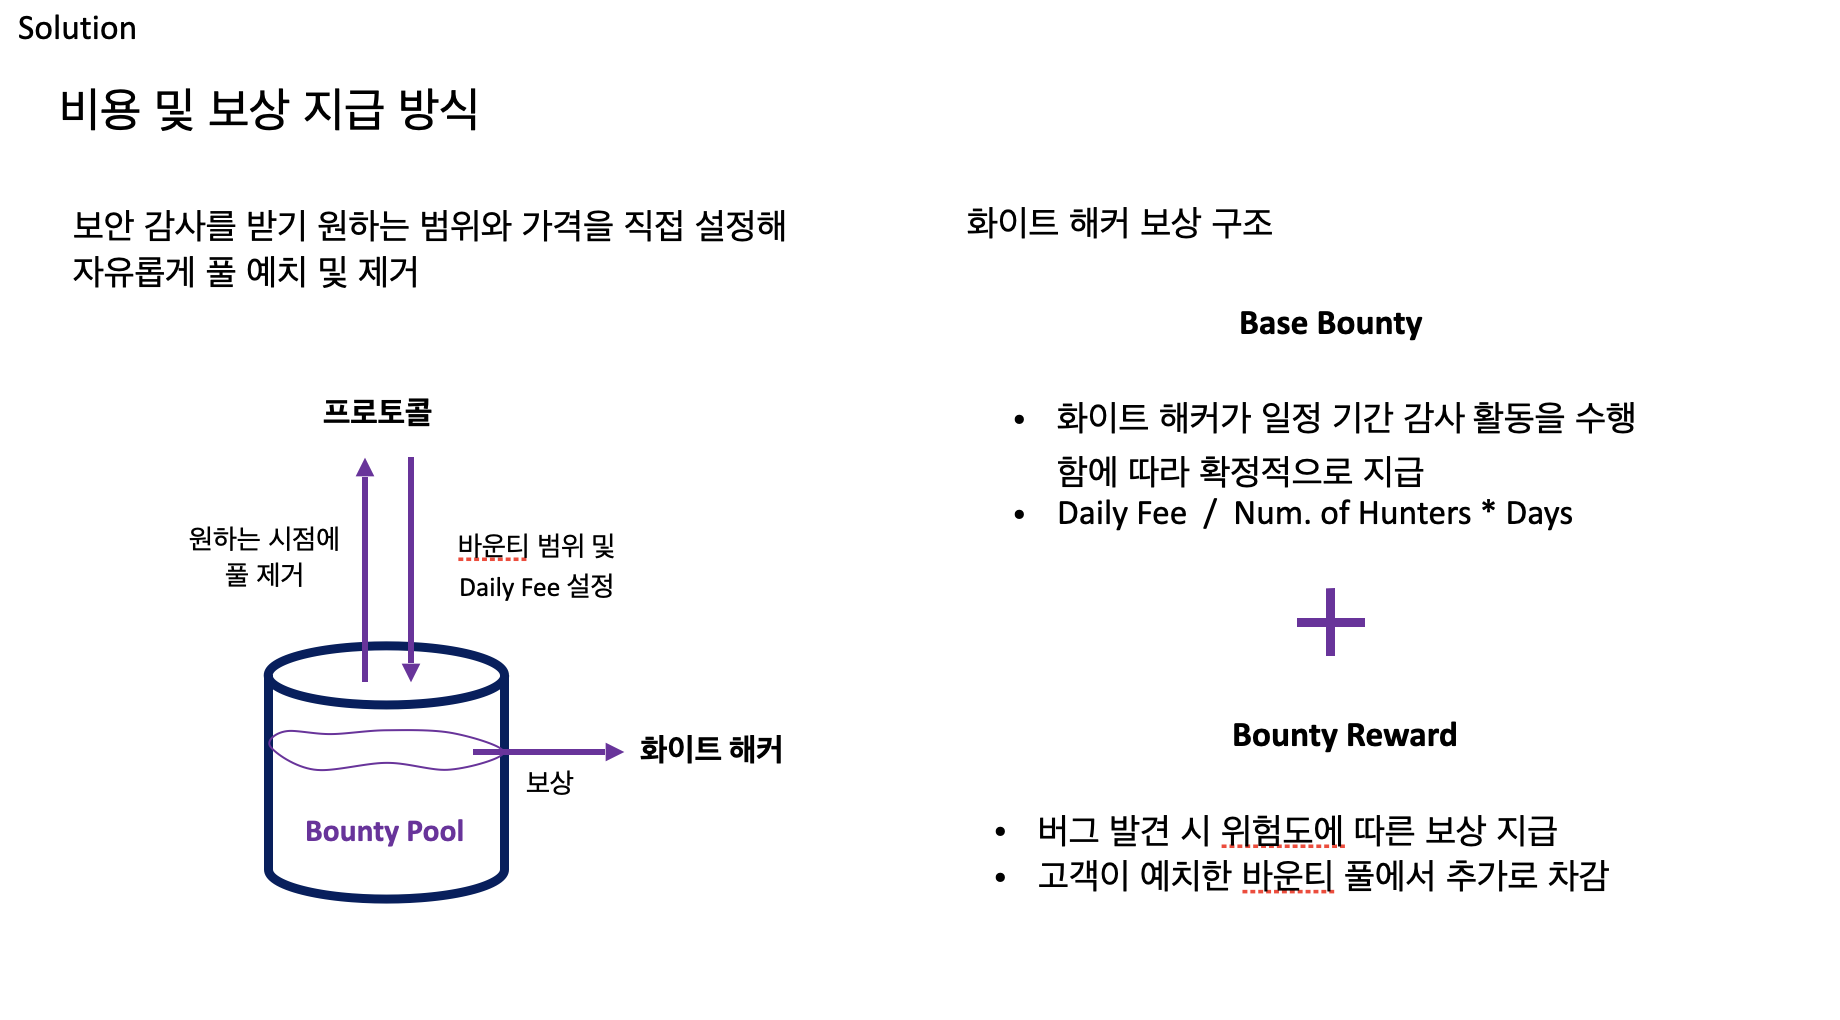 Solution
비용 및 보상 지급 방식
보안 감사를 받기 원하는 범위와 가격을 직접 설정해
자유롭게 풀 예치 및 제거
프로토콜
원하는 시점에
풀 제거
바운티 범위 및
Daily Fee 설정
화이트 해커
보상
Bounty Pool
화이트 해커 보상 구조
Base Bounty
• 화이트 해커가 일정 기간 감사 활동을 수행
함에 따라 확정적으로 지급
• Daily Fee / Num. of Hunters * Days
Bounty Reward
• 버그 발견 시 위험도에 따른 보상 지급
• 고객이 예치한 바운티 풀에서 추가로 차감